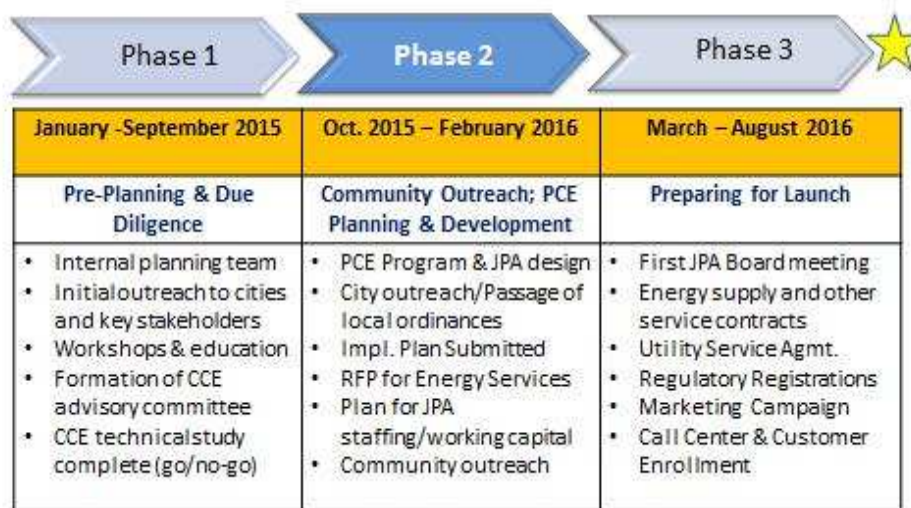 Phase 1
Phase 2
Phase 3
January -September 2015
Oct. 2015 – February 2016
March – August 2016
Pre-Planning & Due
Diligence
Community Outreach; PCE
Planning & Development
Preparing for Launch
• Internal planning team
• Initial outreach to cities
and key stakeholders
• Workshops & education
• Formation of CCE
advisory committee
• CCE technical study
complete (go/no-go)
• PCE Program & JPA design
• City outreach/Passage of
local ordinances
• Impl. Plan Submitted
• RFP for Energy Services
• Plan for JPA
staffing/working capital
• Community outreach
• First JPA Board meeting
• Energy supply and other
service contracts
• Utility Service Agmt.
• Regulatory Registrations
• Marketing Campaign
• Call Center & Customer
Enrollment